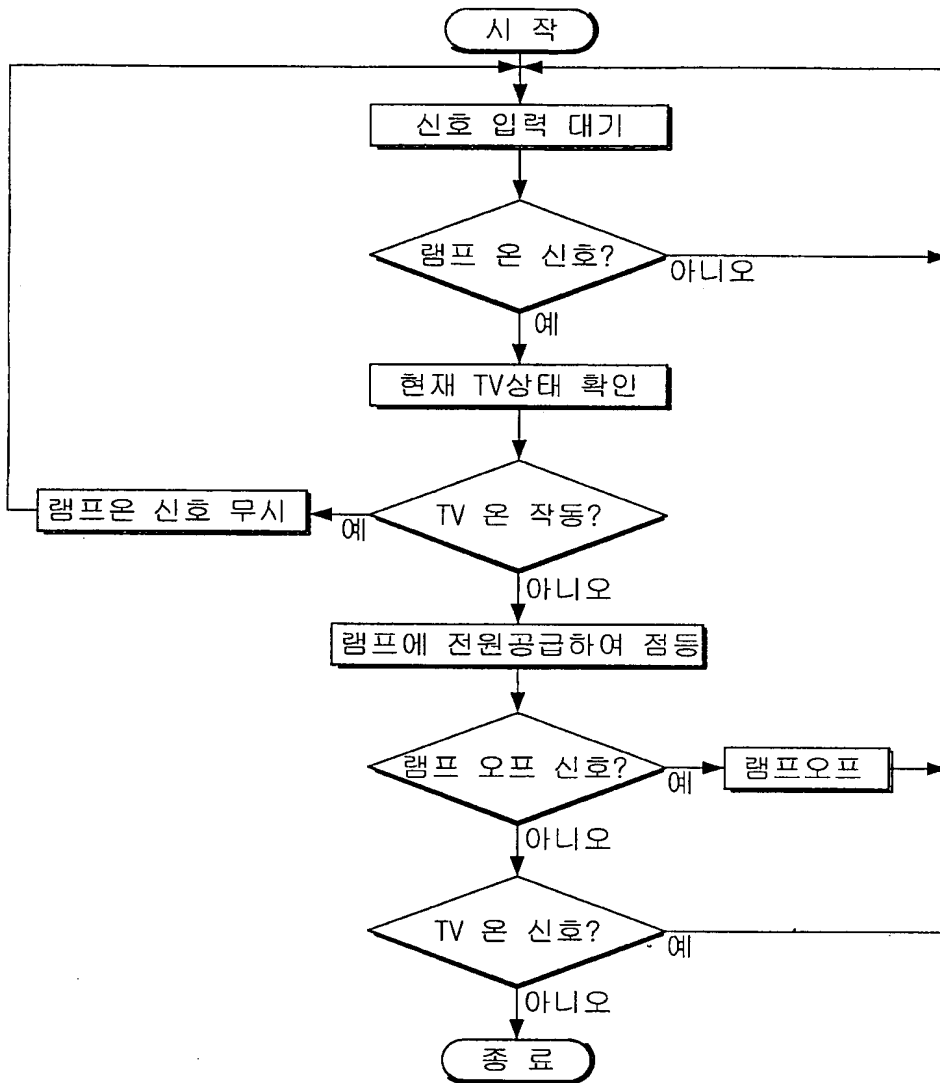 시 작
신호 입력 대기
램프 온 신호?
아니오
예
현재 TV상태 확인
램프온 신호 무시
예
TV 온 작동?
아니오
램프에 전원공급하여 점등
램프 오프 신호?
예
램프오프
아니오
TV 온 신호?
예
아니오
종 료